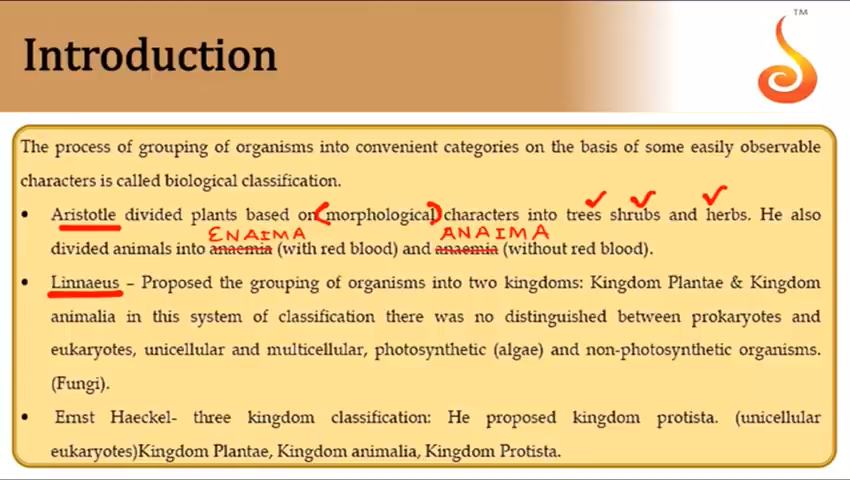 TM
Introduction
The process of grouping of organisms into convenient categories on the basis of some easily observable
characters is called biological classification.
• Aristotle divided plants based on (morphological) characters into trees shrubs and herbs. He also
ENAIMA ANAIMA
divided animals into anaemia (with red blood) and anaemia (without red blood).
• Linnaeus – Proposed the grouping of organisms into two kingdoms: Kingdom Plantae & Kingdom
animalia in this system of classification there was no distinguished between prokaryotes and
eukaryotes, unicellular and multicellular, photosynthetic (algae) and non-photosynthetic organisms.
(Fungi).
• Ernst Haeckel- three kingdom classification: He proposed kingdom protista. (unicellular
eukaryotes)Kingdom Plantae, Kingdom animalia, Kingdom Protista.